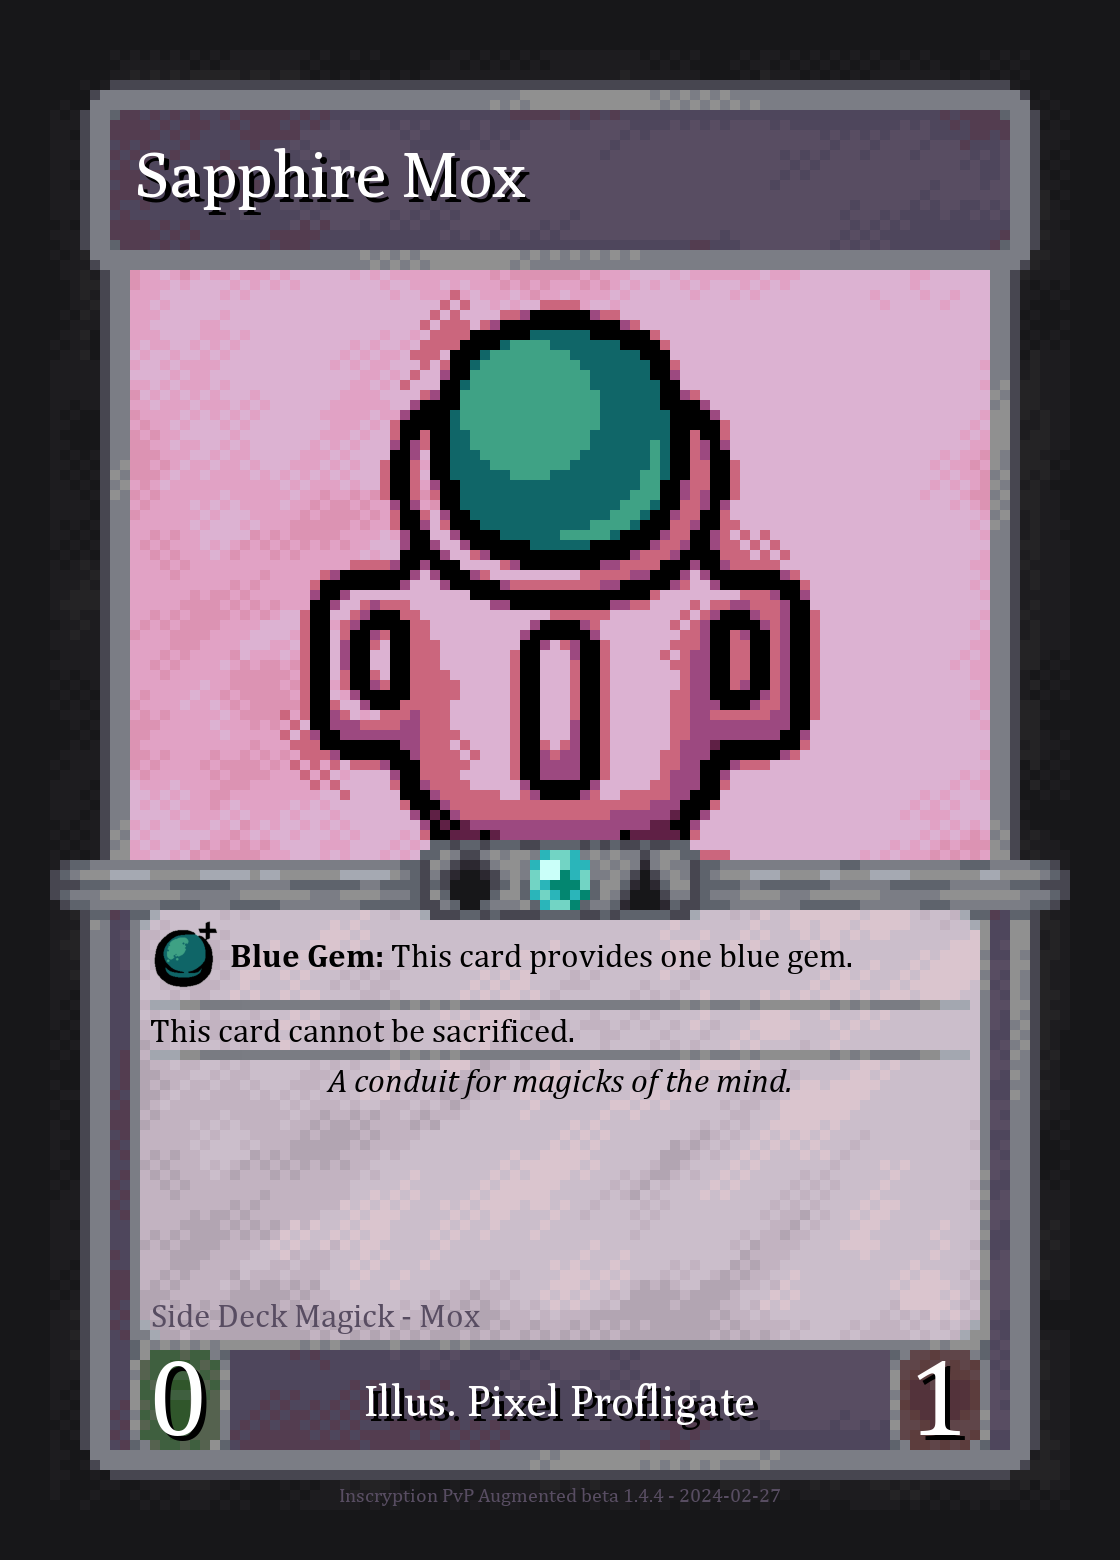 Sapphire Mox
Blue Gem: This card provides one blue gem.
This card cannot be sacrificed.
A conduit for magicks of the mind.
Side Deck Magick - Mox
0
Illus. Pixel Profligate
1
Inscryption PvP Augmented beta 1.4.4 - 2024-02-27